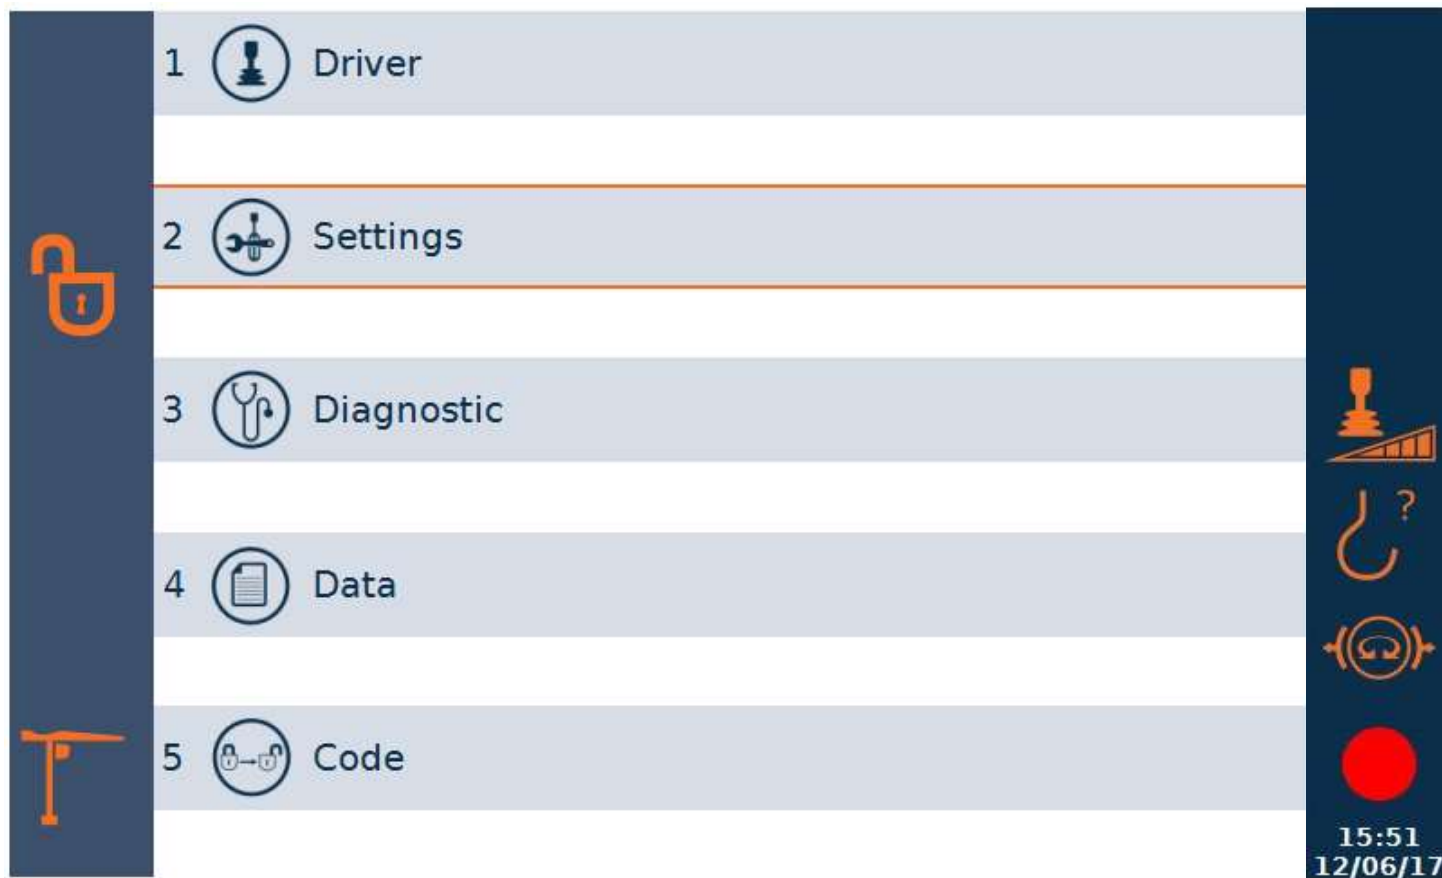 1 Driver
2 Settings
3 Diagnostic
4 Data
5 Code
?
15:51
12/06/17